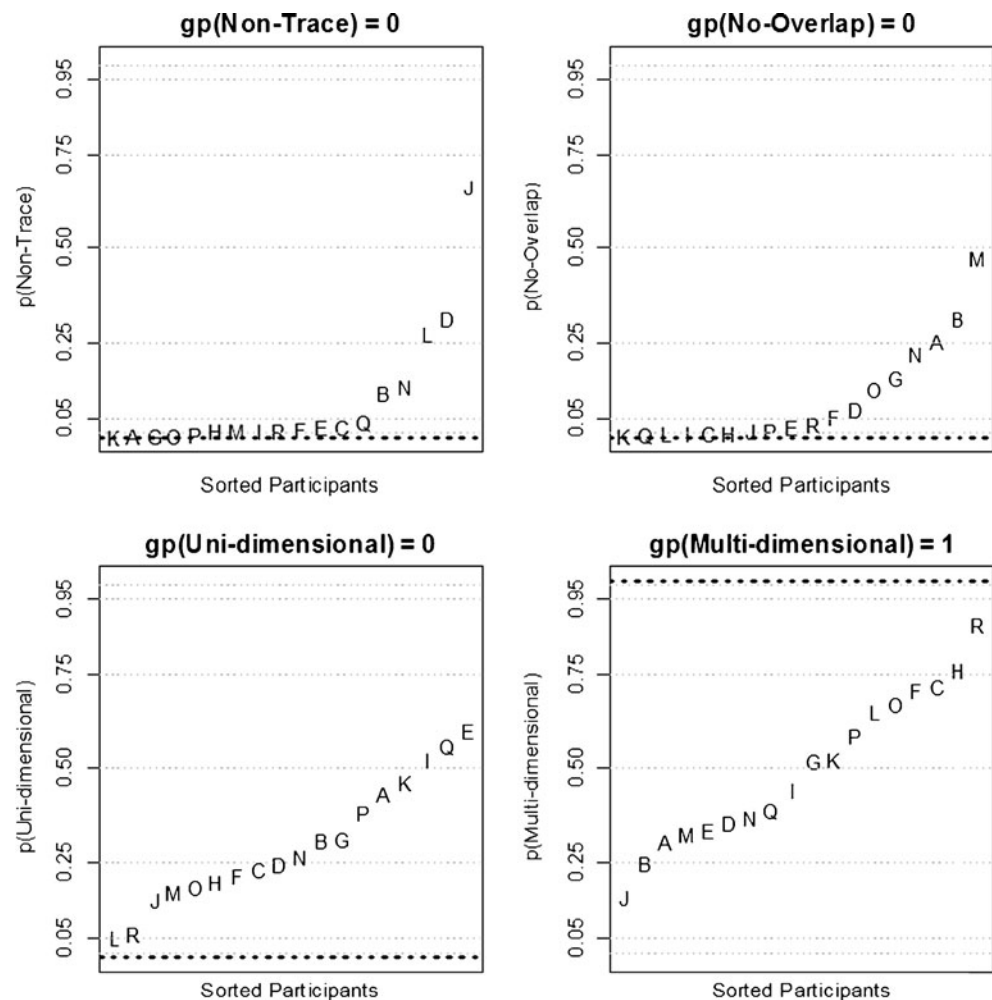 gp(Non-Trace) = 0
p(Non-Trace)
0.95
0.75
0.50
0.25
0.05
K A G O P H M I R F E C Q B N L D J
Sorted Participants
gp(No-Overlap) = 0
p(No-Overlap)
0.95
0.75
0.50
0.25
0.05
K Q L I C H J P E R F D O G N A B M
Sorted Participants
gp(Uni-dimensional) = 0
p(Uni-dimensional)
0.95
0.75
0.50
0.25
0.05
L R J M O H F C D N B G P A K I Q E
Sorted Participants
gp(Multi-dimensional) = 1
p(Multi-dimensional)
0.95
0.75
0.50
0.25
0.05
J B A M E D N Q I G K P L O F C H R
Sorted Participants